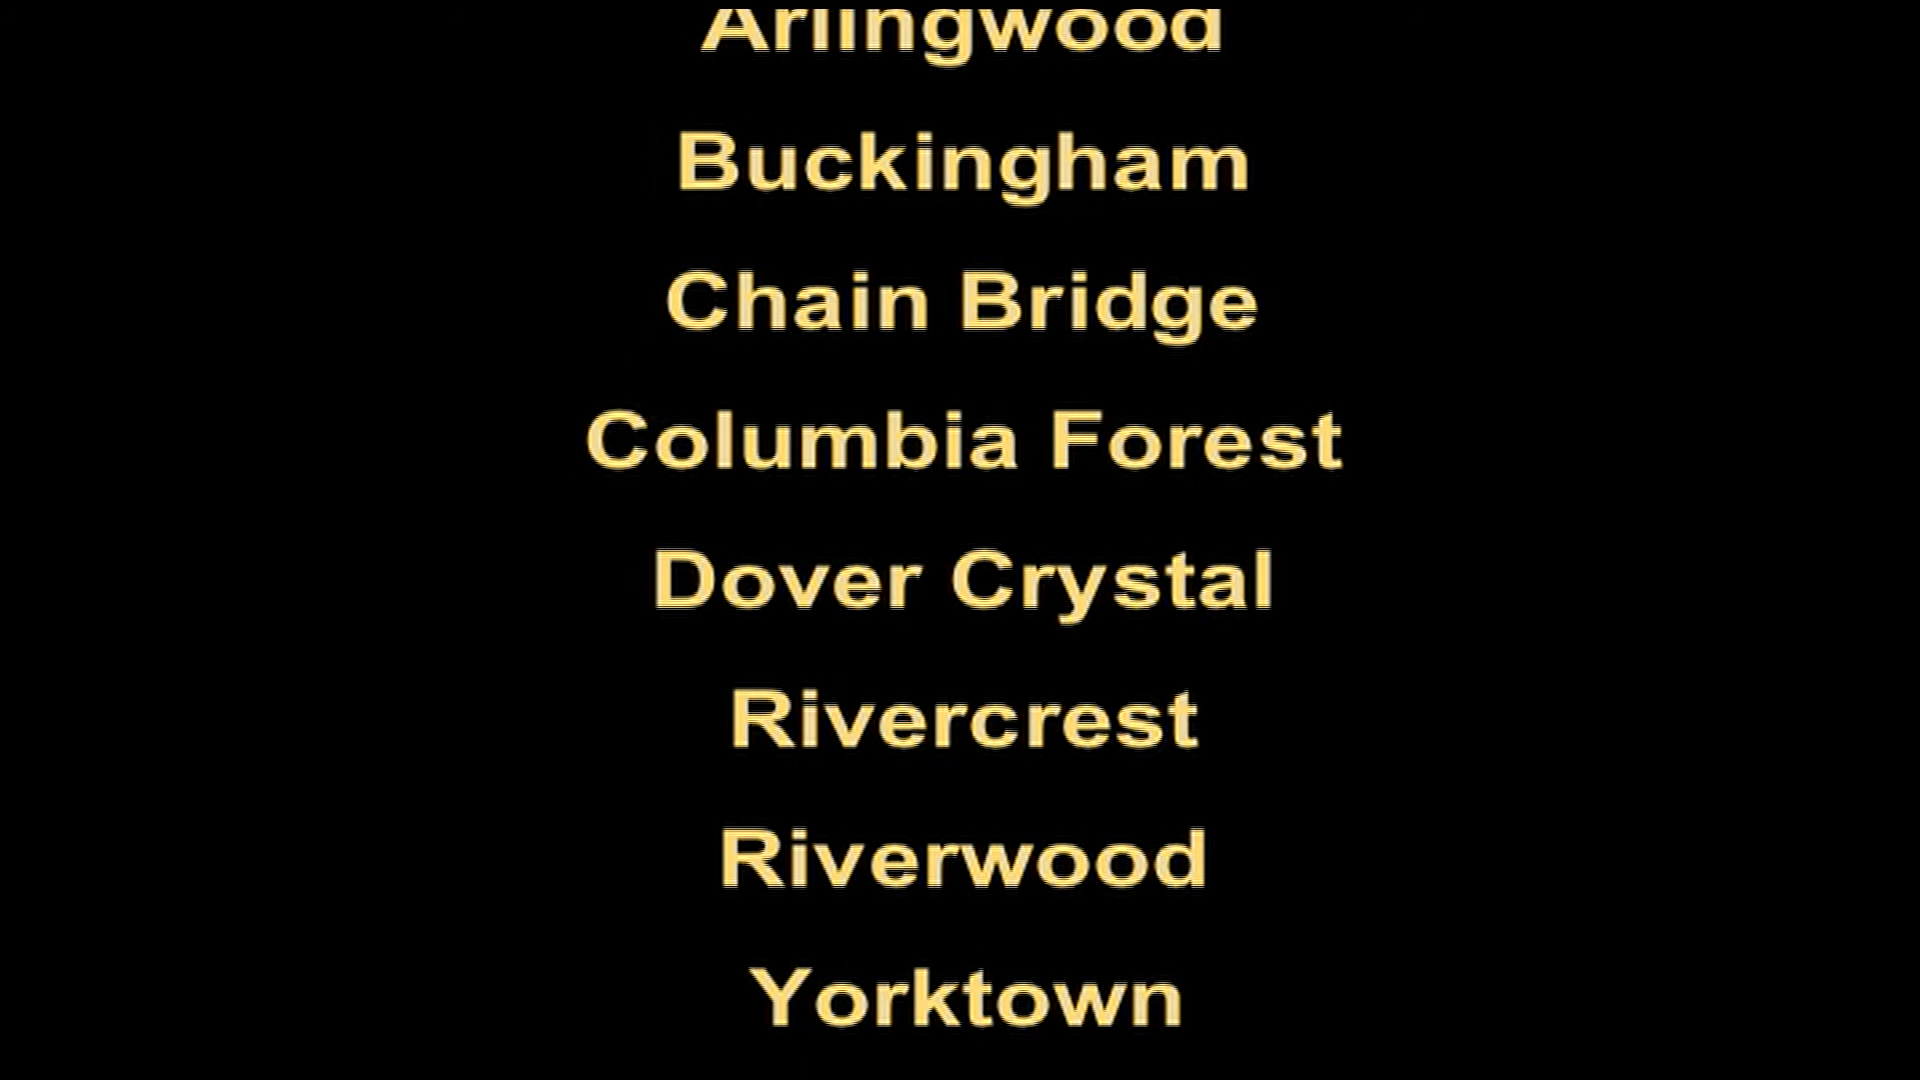 Arlingwood
Buckingham
Chain Bridge
Columbia Forest
Dover Crystal
Rivercrest
Riverwood
Yorktown